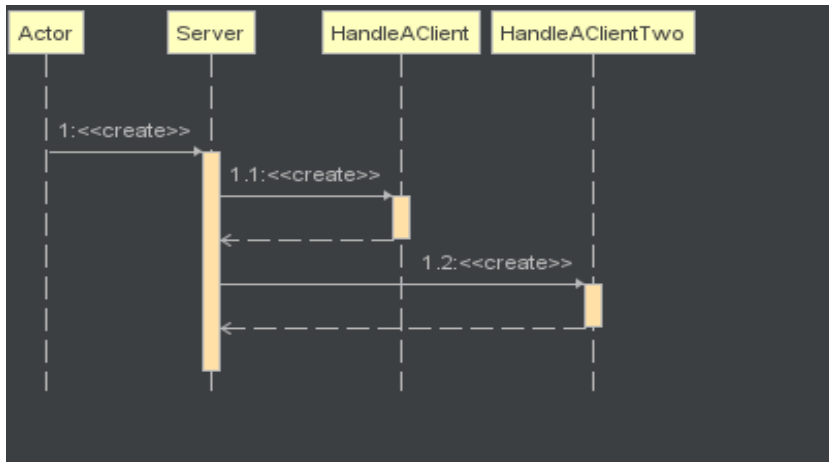 Actor
Server
HandleAClient
HandleAClientTwo
1:<<create>>
1.1:<<create>>
1.2:<<create>>